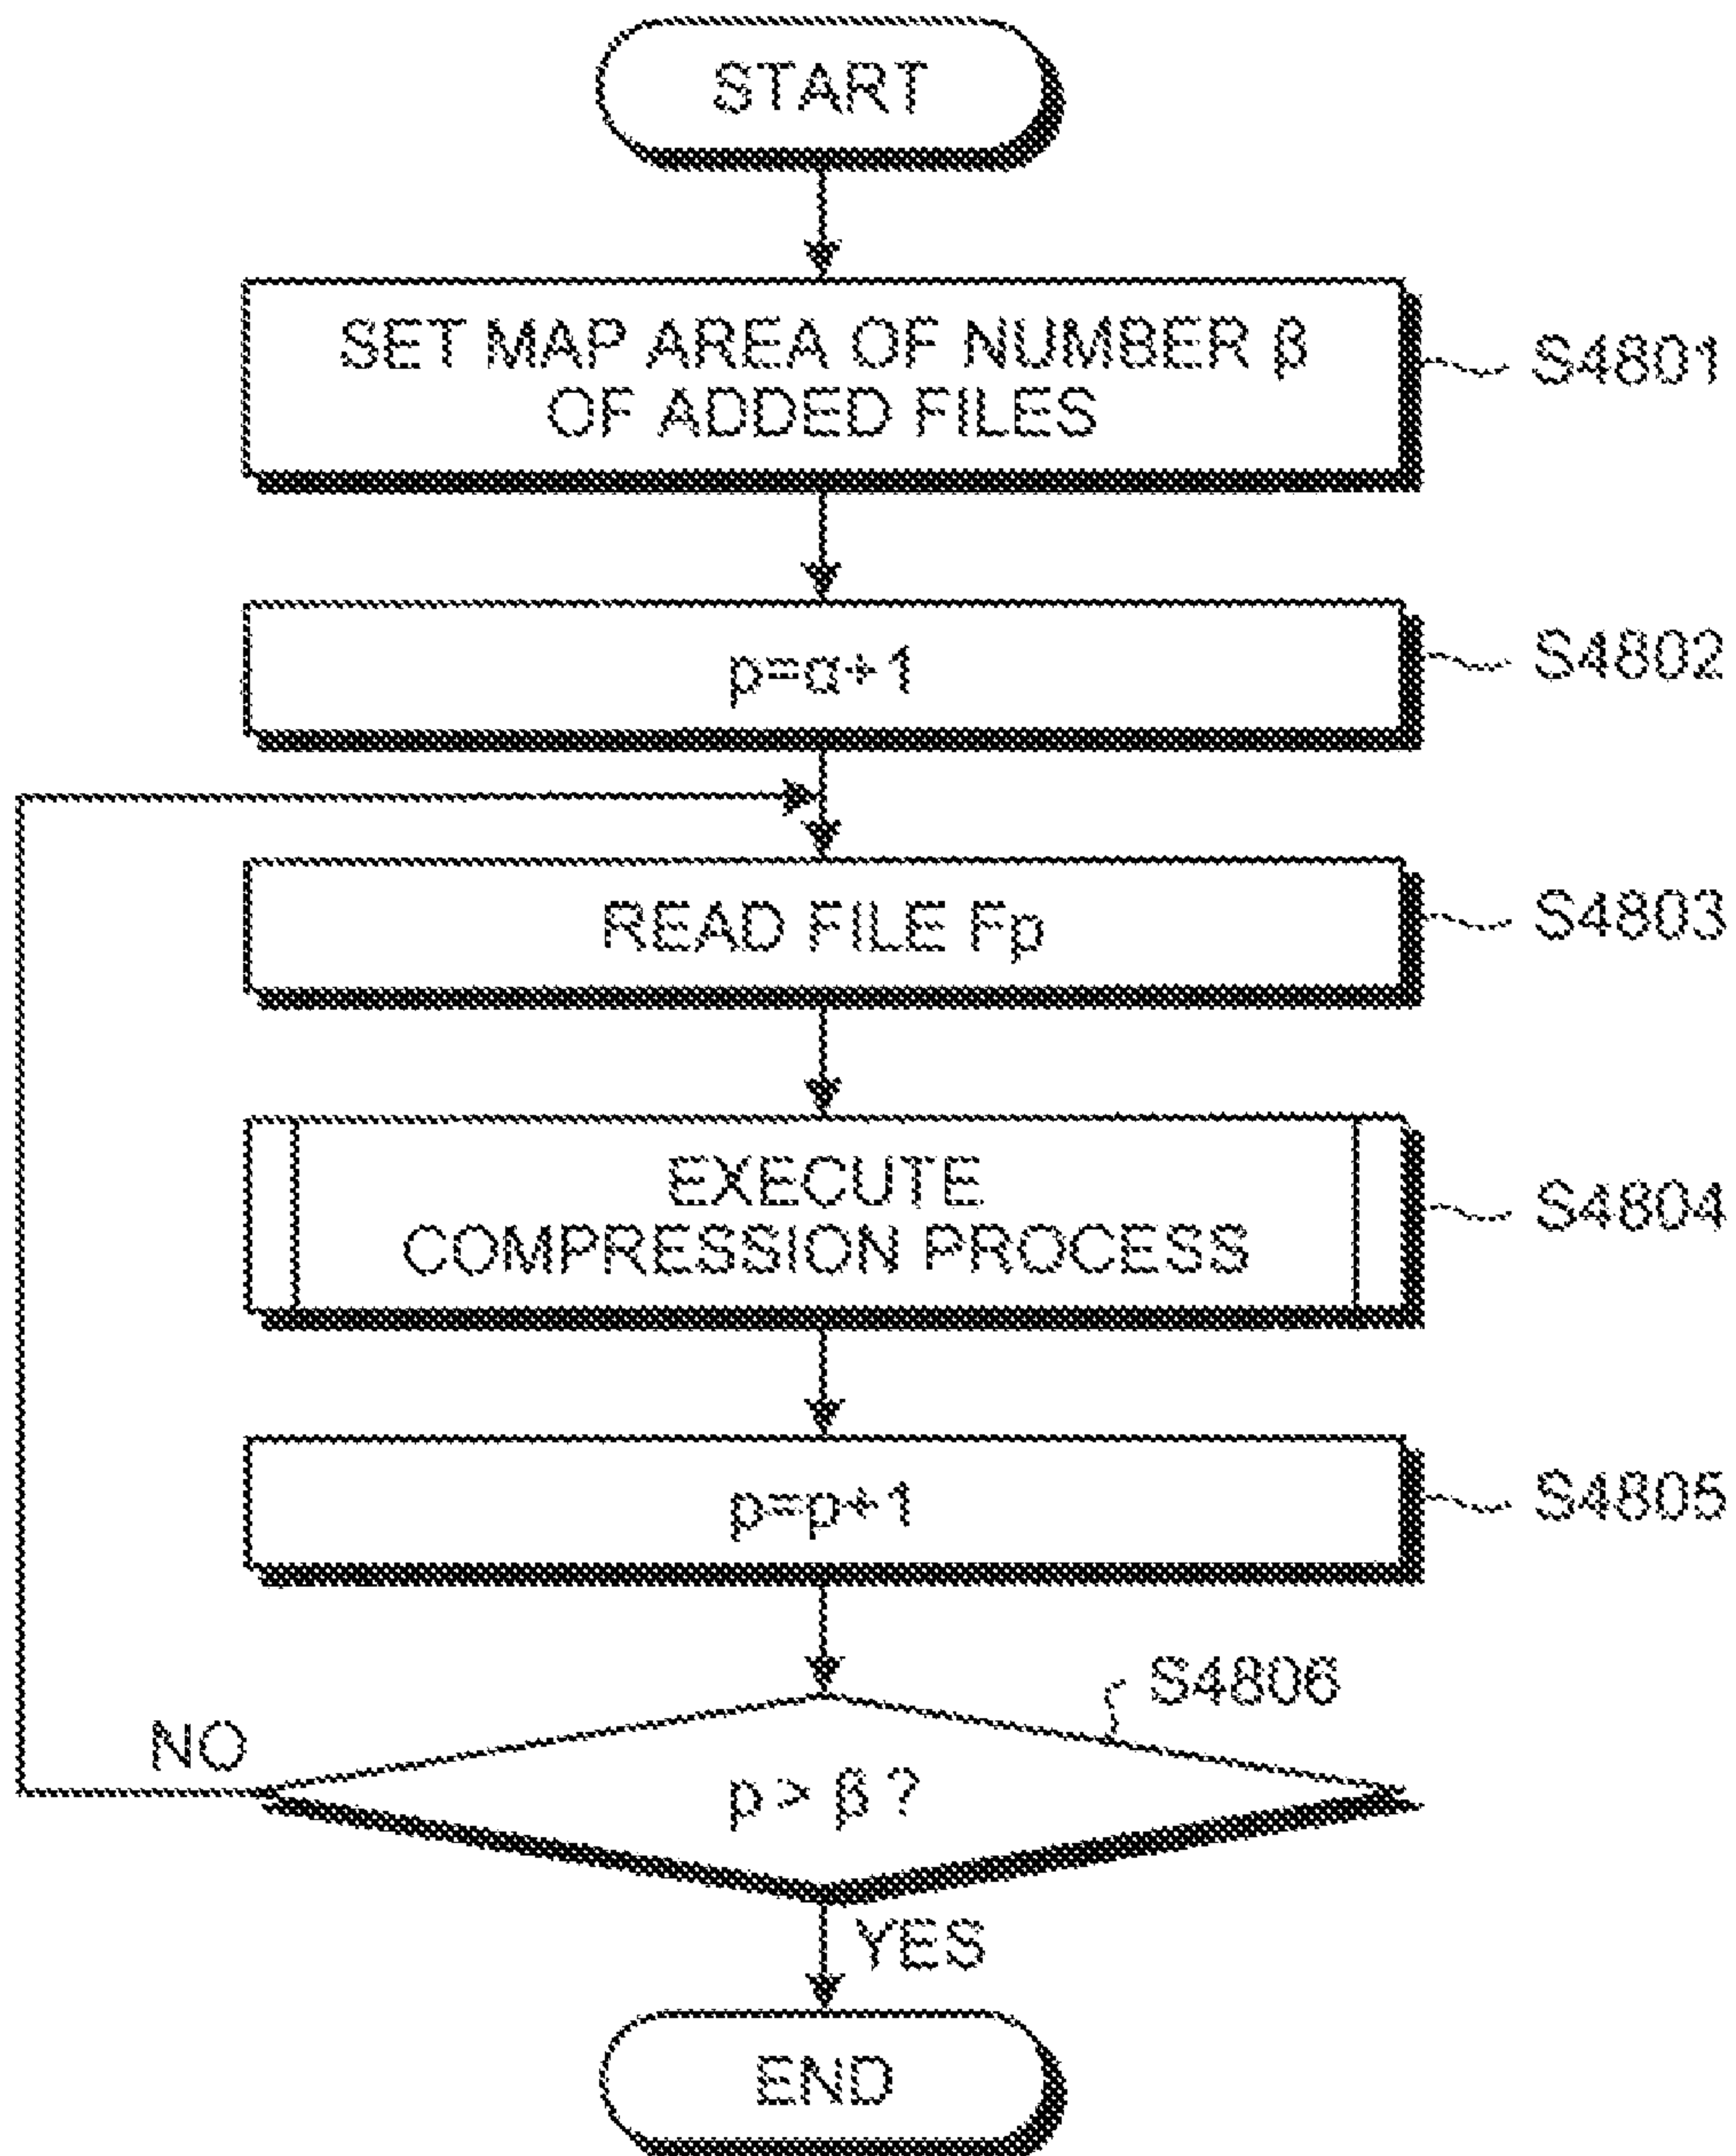 START
SET MAP AREA OF NUMBER β
OF ADDED FILES
S4801
p=α+1
S4802
READ FILE Fp
S4803
EXECUTE
COMPRESSION PROCESS
S4804
p=p+1
S4805
S4806
NO
p > β ?
YES
END